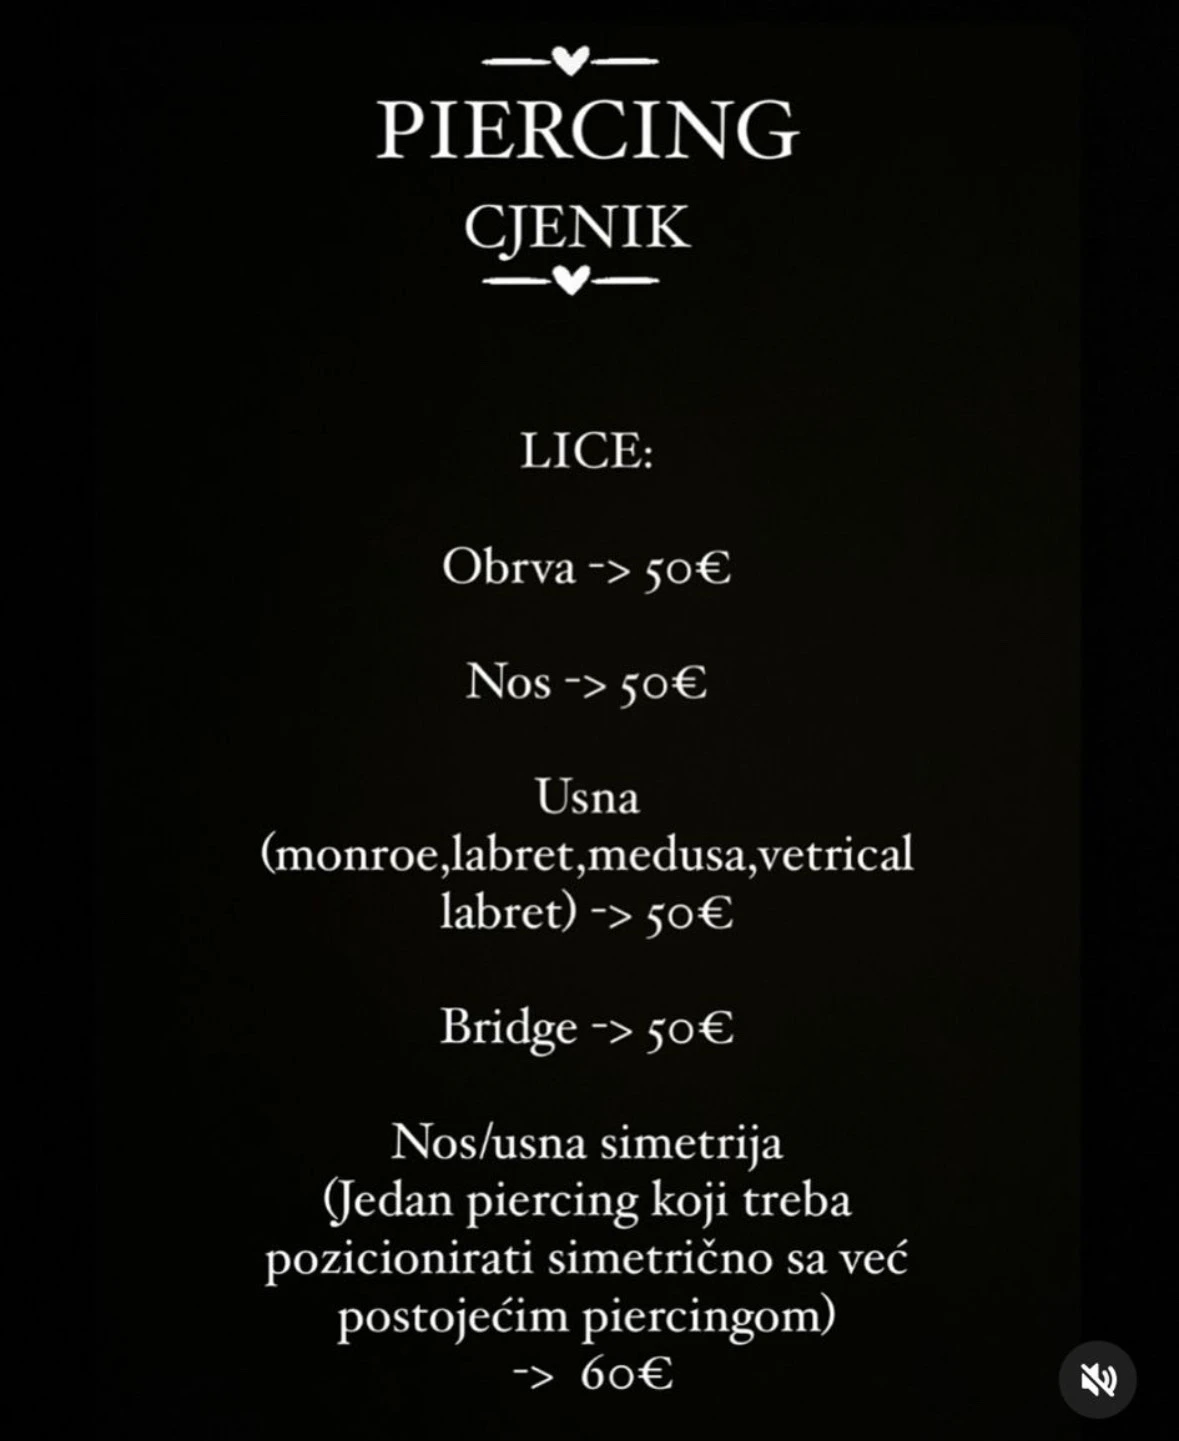 PIERCING
CJENIK
LICE:
Obrva -> 50€
Nos -> 50€
Usna
(monroe,labret,medusa,vetrical
labret) -> 50€
Bridge -> 50€
Nos/usna simetrija
(Jedan piercing koji treba
pozicionirati simetrično sa već
postojećim piercingom)
-> 60€